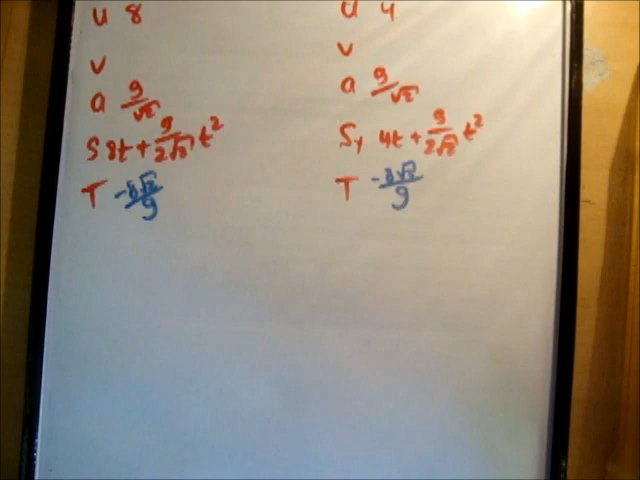 u 8
v
a 9/√2
S 8t + 9/2√2 t²
T -8√2/9
u 4
v
a 9/√2
Sy 4t + 9/2√2 t²
T -8√2/9